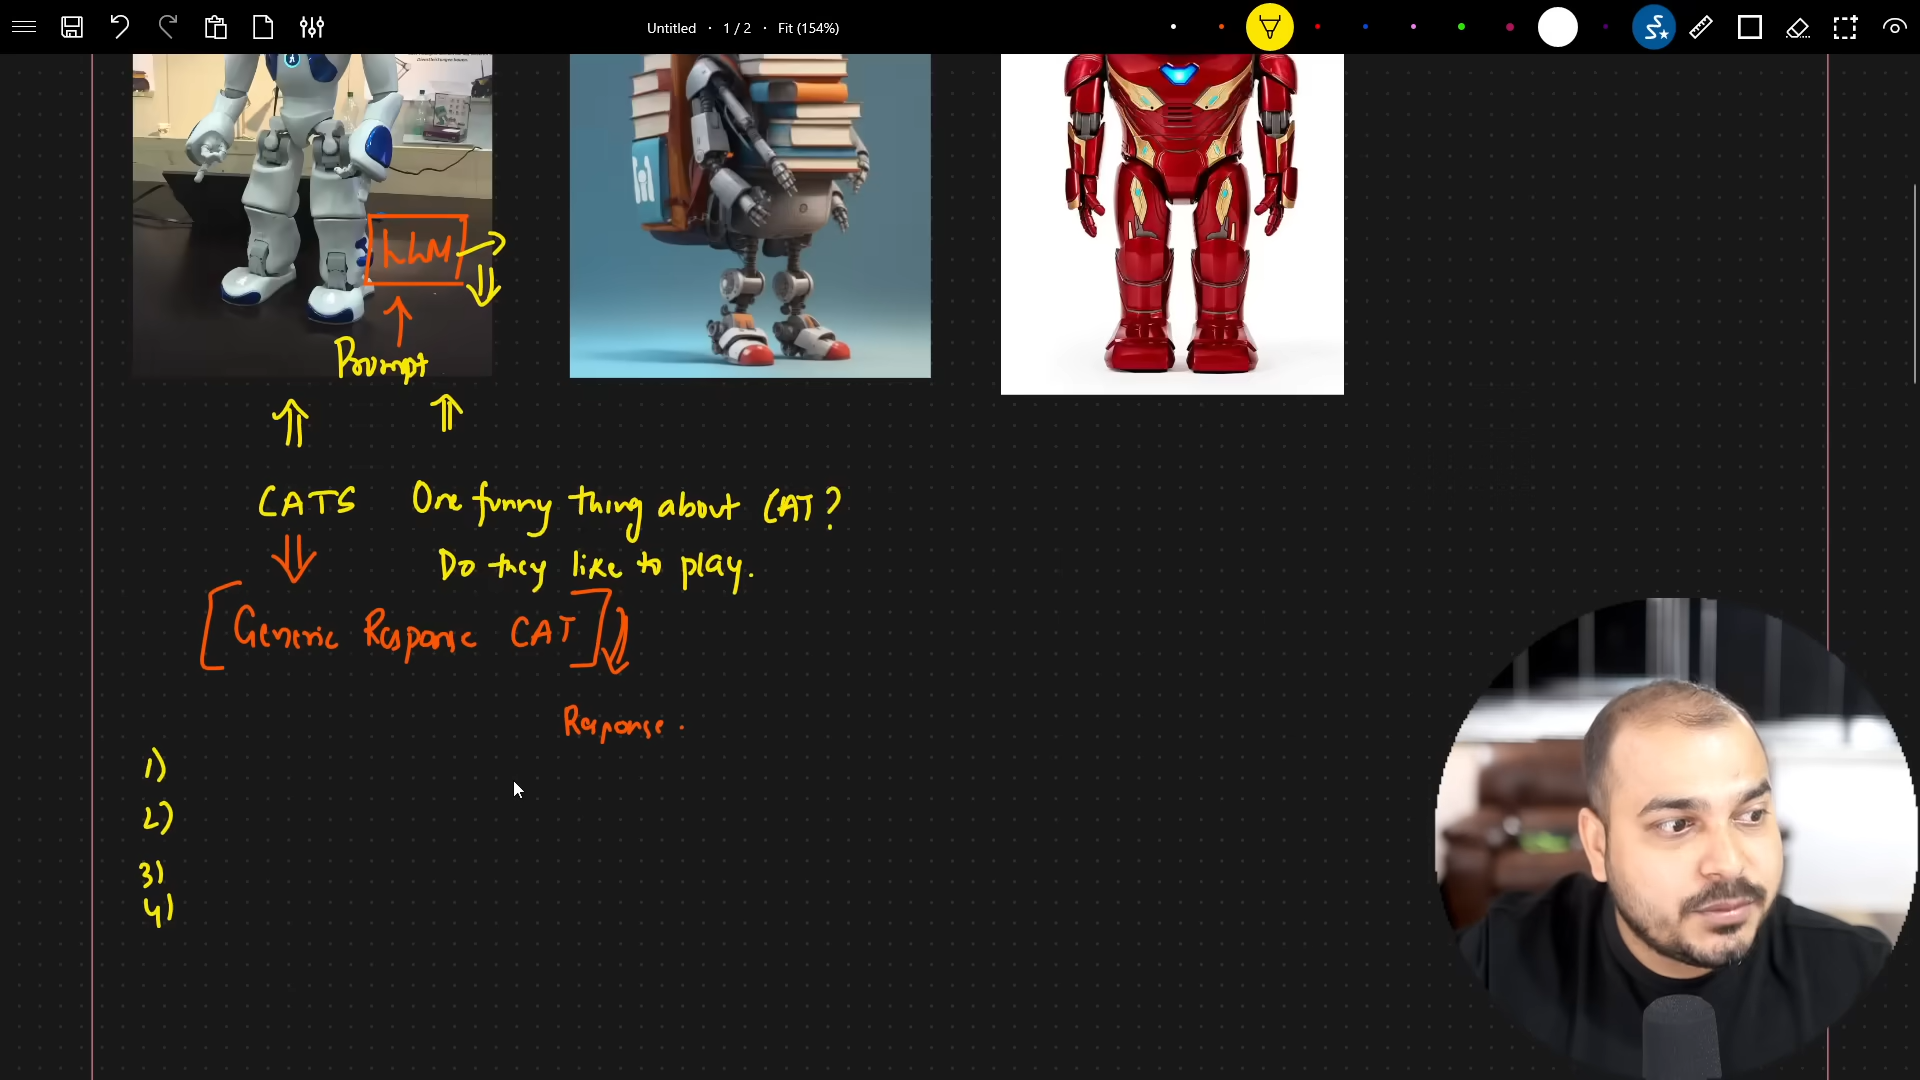 Untitled · 1 / 2 · Fit (154%)
LLM
Prompt
CATS One funny thing about CAT?
Do they like to play.
[Generic Response CAT]
Response.
1)
2)
3)
4)